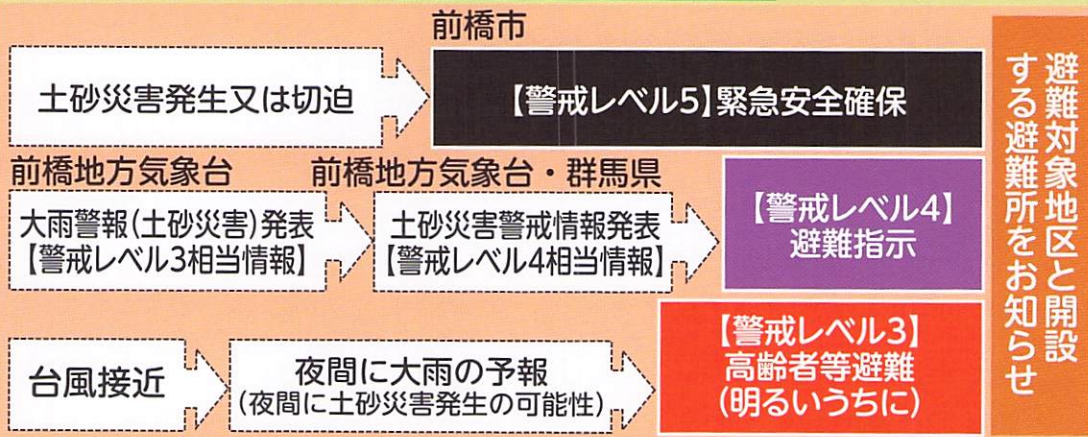 前橋市
土砂災害発生又は切迫
【警戒レベル5】緊急安全確保
前橋地方気象台
大雨警報(土砂災害)発表
【警戒レベル3相当情報】
前橋地方気象台・群馬県
土砂災害警戒情報発表
【警戒レベル4相当情報】
【警戒レベル4】
避難指示
台風接近
夜間に大雨の予報
(夜間に土砂災害発生の可能性)
【警戒レベル3】
高齢者等避難
(明るいうちに)
避難対象地区と開設
する避難所をお知らせ